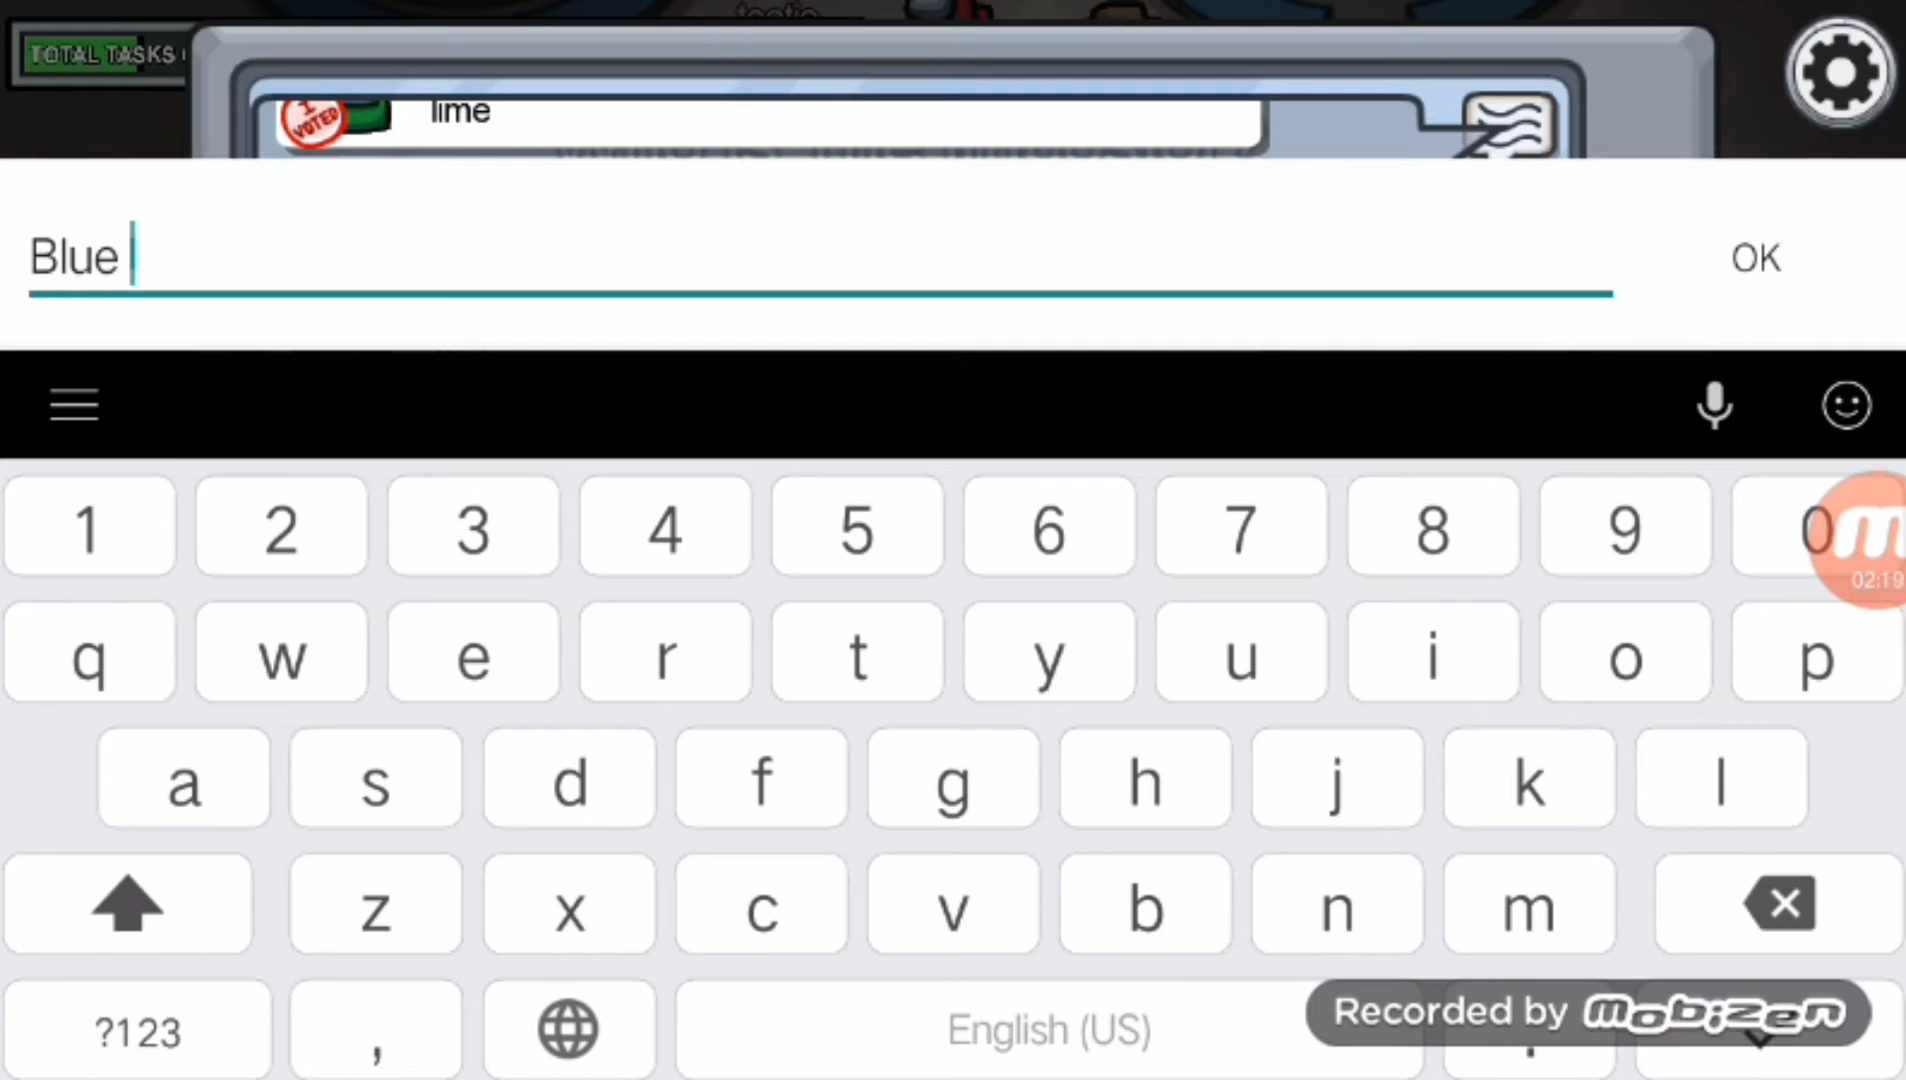 TOTAL TASKS
I VOTED
lime
Blue
OK
1 2 3 4 5 6 7 8 9 0
02:19
q w e r t y u i o p
a s d f g h j k l
z x c v b n m
?123 , English (US) .
Recorded by mobizen